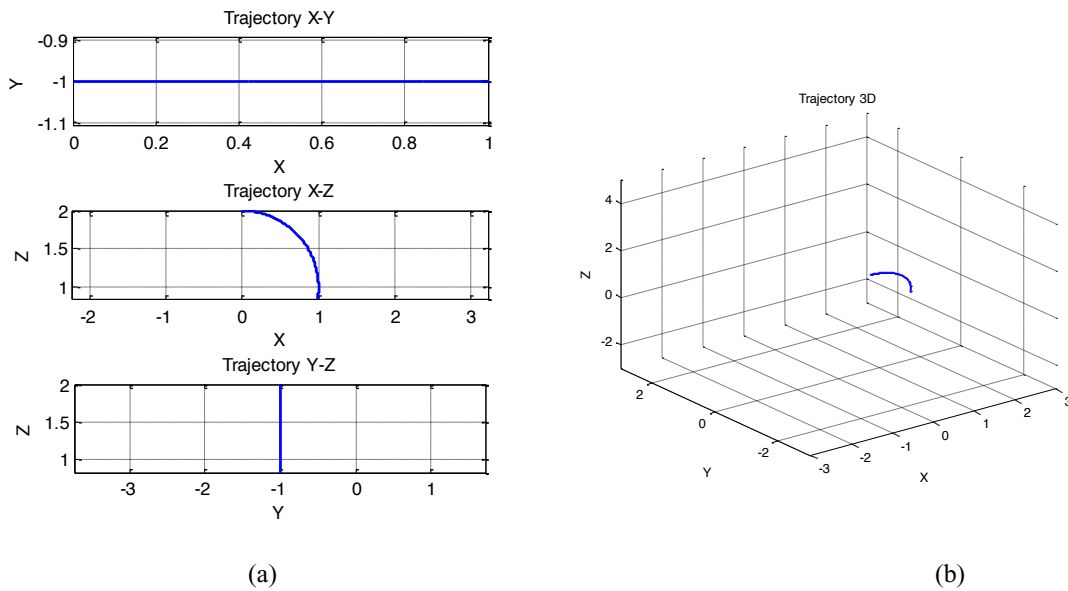 Trajectory X-Y
-0.9
-1
-1.1
Y
0 0.2 0.4 0.6 0.8 1
X
Trajectory X-Z
2
1.5
1
Z
-2 -1 0 1 2 3
X
Trajectory Y-Z
2
1.5
1
Z
-3 -2 -1 0 1
Y
(a)
Trajectory 3D
4
2
0
-2
Z
2
0
-2
Y
-3 -2 -1 0 1 2 3
X
(b)